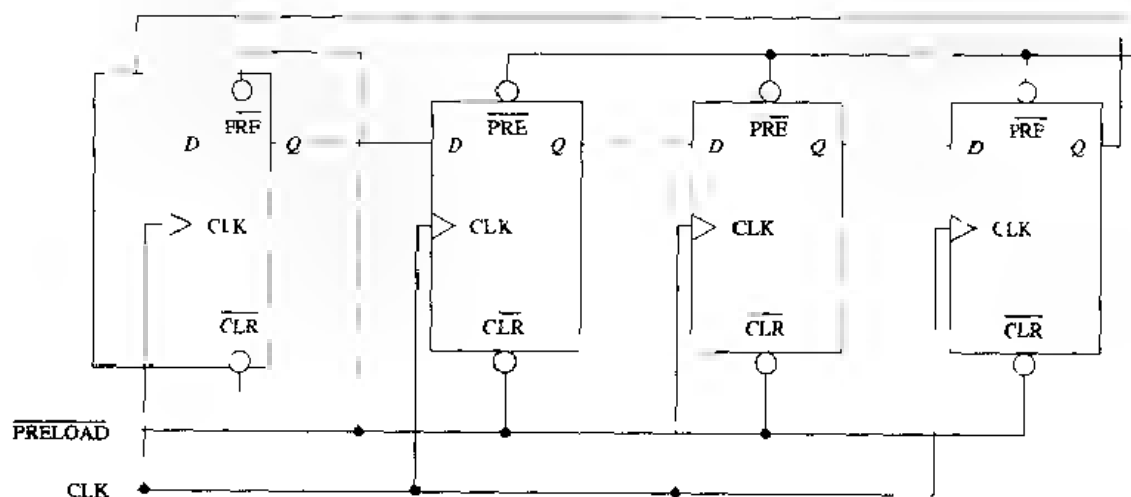 PRE PRE PRE PRE
D Q D Q D Q D Q
CLK CLK CLK CLK
CLR CLR CLR CLR
PRELOAD
CLK